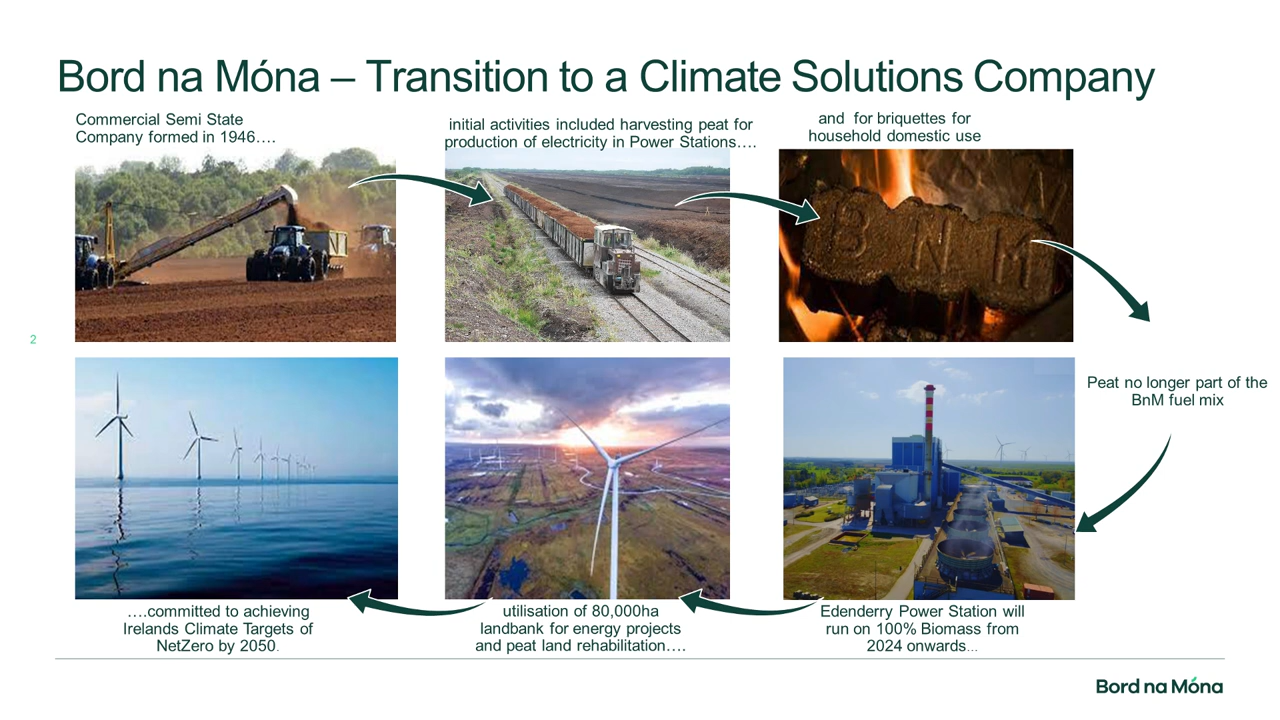 Bord na Móna – Transition to a Climate Solutions Company
Commercial Semi State
Company formed in 1946….
initial activities included harvesting peat for
production of electricity in Power Stations….
and for briquettes for
household domestic use
B N M
2
Peat no longer part of the
BnM fuel mix
….committed to achieving
Irelands Climate Targets of
NetZero by 2050.
utilisation of 80,000ha
landbank for energy projects
and peat land rehabilitation….
Edenderry Power Station will
run on 100% Biomass from
2024 onwards…
Bord na Móna